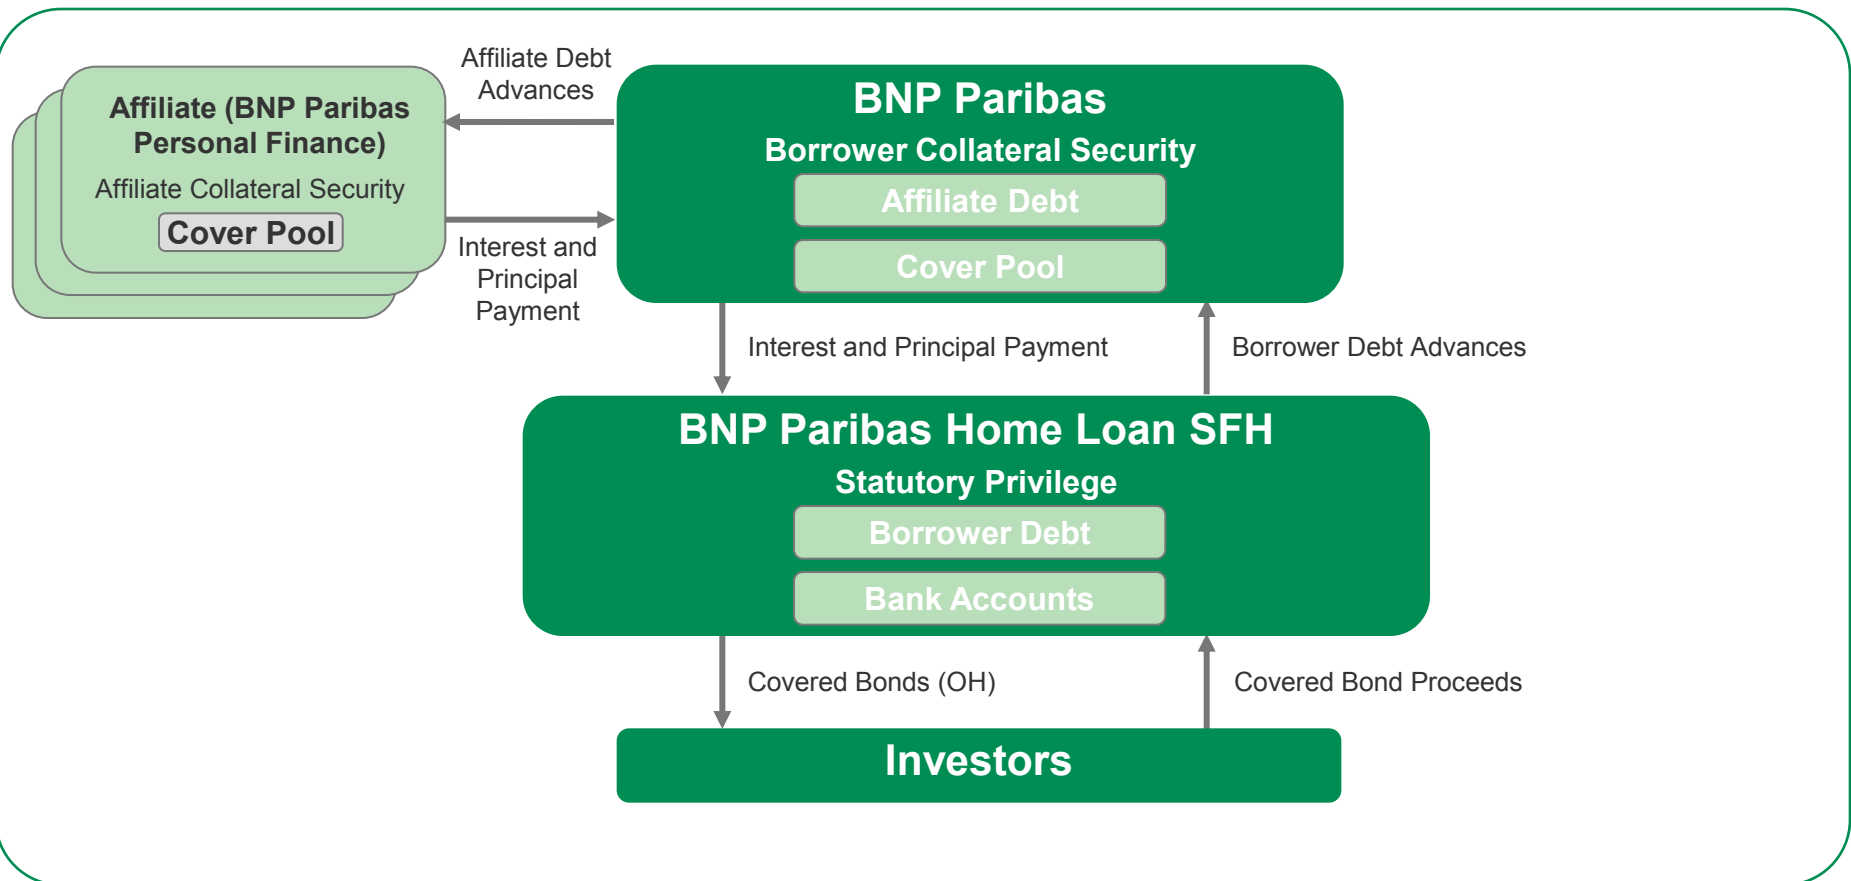 Affiliate (BNP Paribas
Personal Finance)
Affiliate Collateral Security
Cover Pool
Affiliate Debt
Advances
Interest and
Principal
Payment
BNP Paribas
Borrower Collateral Security
Affiliate Debt
Cover Pool
Interest and Principal Payment
Borrower Debt Advances
BNP Paribas Home Loan SFH
Statutory Privilege
Borrower Debt
Bank Accounts
Covered Bonds (OH)
Covered Bond Proceeds
Investors